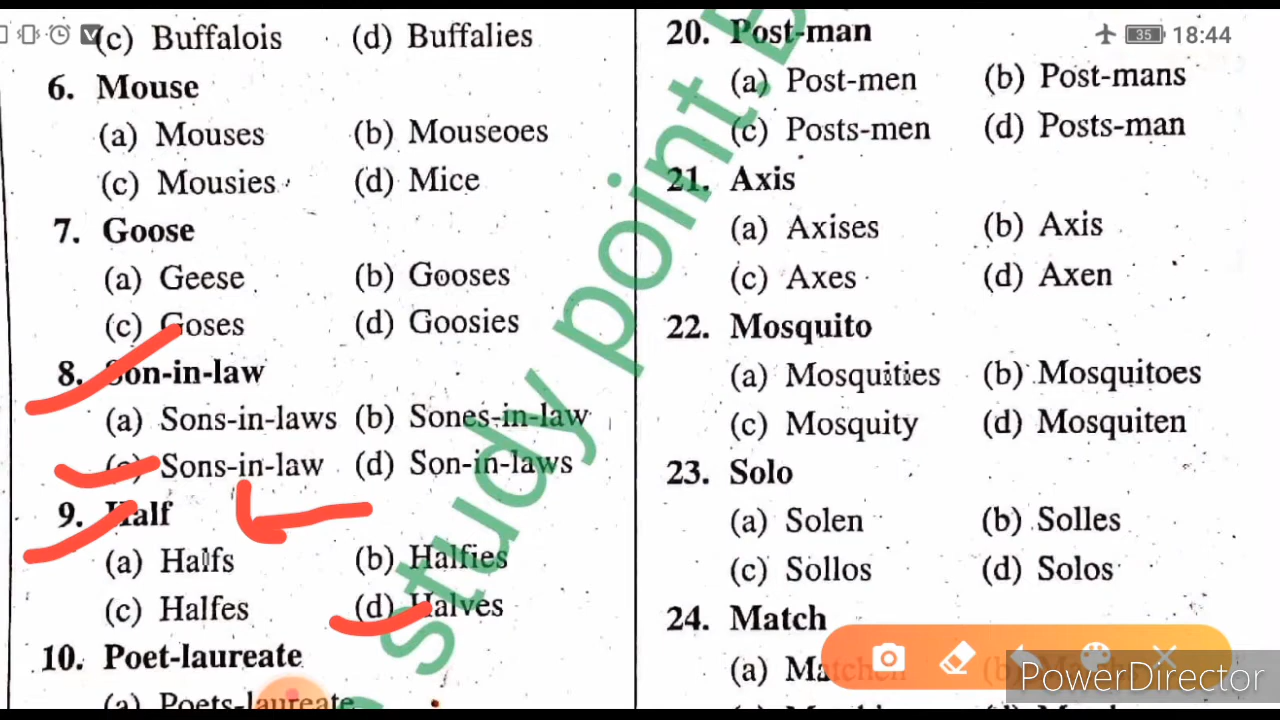 (c) Buffalois (d) Buffalies
6. Mouse
(a) Mouses (b) Mouseoes
(c) Mousies (d) Mice
7. Goose
(a) Geese (b) Gooses
(c) Goses (d) Goosies
8. Son-in-law
(a) Sons-in-laws (b) Sones-in-law
(c) Sons-in-law (d) Son-in-laws
9. Half
(a) Halfs (b) Halfies
(c) Halfes (d) Halves
10. Poet-laureate
(a) Poets-laureate
20. Post-man
(a) Post-men (b) Post-mans
(c) Posts-men (d) Posts-man
21. Axis
(a) Axises (b) Axis
(c) Axes (d) Axen
22. Mosquito
(a) Mosquities (b) Mosquitoes
(c) Mosquity (d) Mosquiten
23. Solo
(a) Solen (b) Solles
(c) Sollos (d) Solos
24. Match
(a) (b)
study point.
35 18:44
PowerDirector